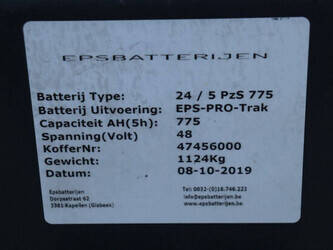 EPSBATTERIJEN
Batterij Type: 24 / 5 PzS 775
Batterij Uitvoering: EPS-PRO-Trak
Capaciteit AH(5h): 775
Spanning(Volt) 48
KofferNr: 47456000
Gewicht: 1124Kg
Datum: 08-10-2019
Epsbatterijen
Dorpsstraat 62
3381-Kapellen (Glabeek)
Tel: 0032-(0)16.746.223
info@epsbatterijen.be
www.epsbatterijen.be